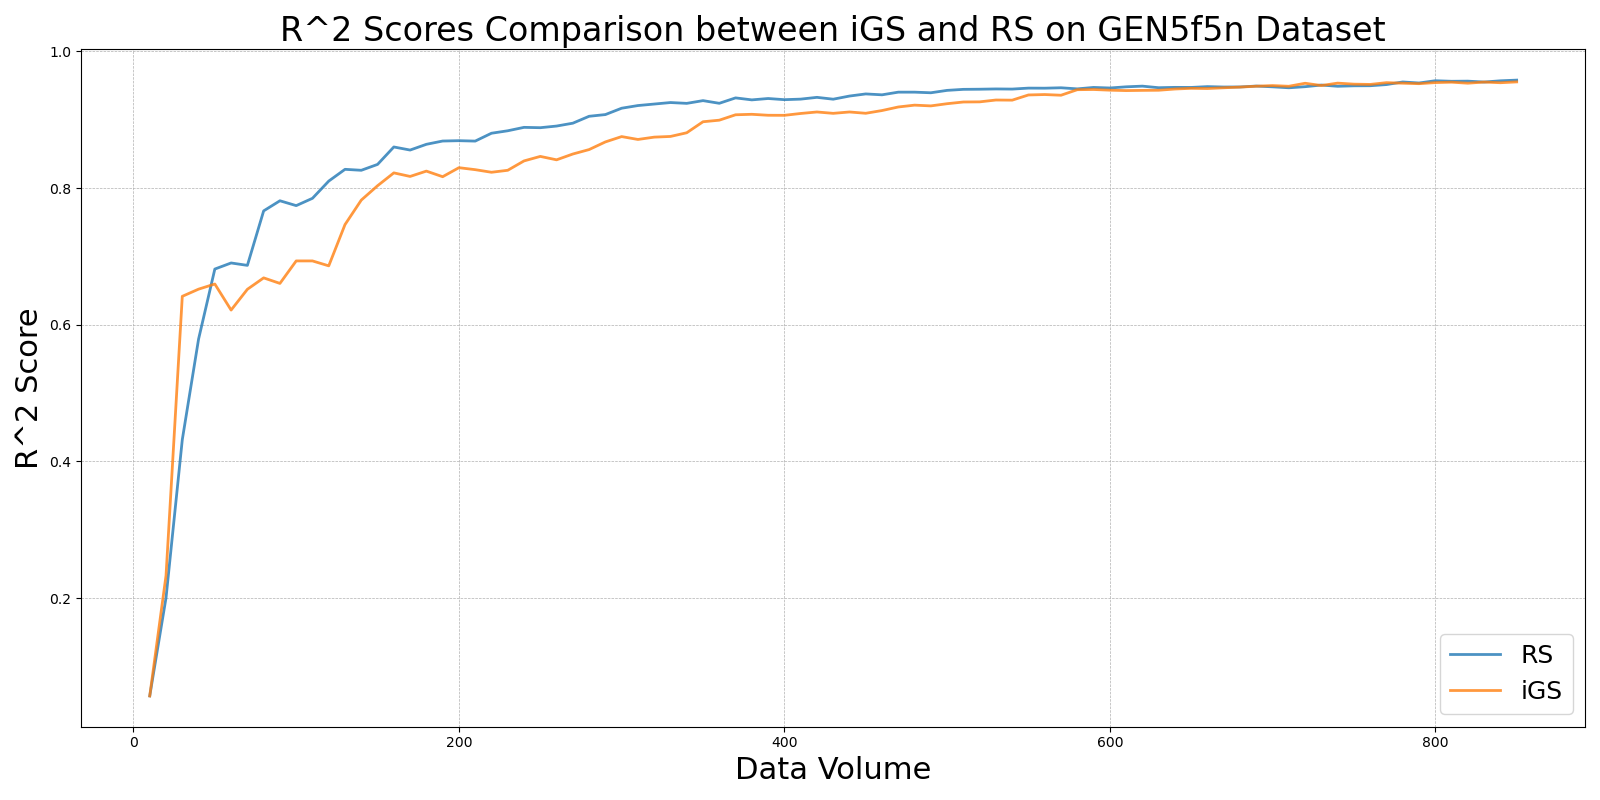 R^2 Scores Comparison between iGS and RS on GEN5f5n Dataset
1.0
0.8
0.6
0.4
0.2
R^2 Score
0
200
400
600
800
Data Volume
RS
iGS